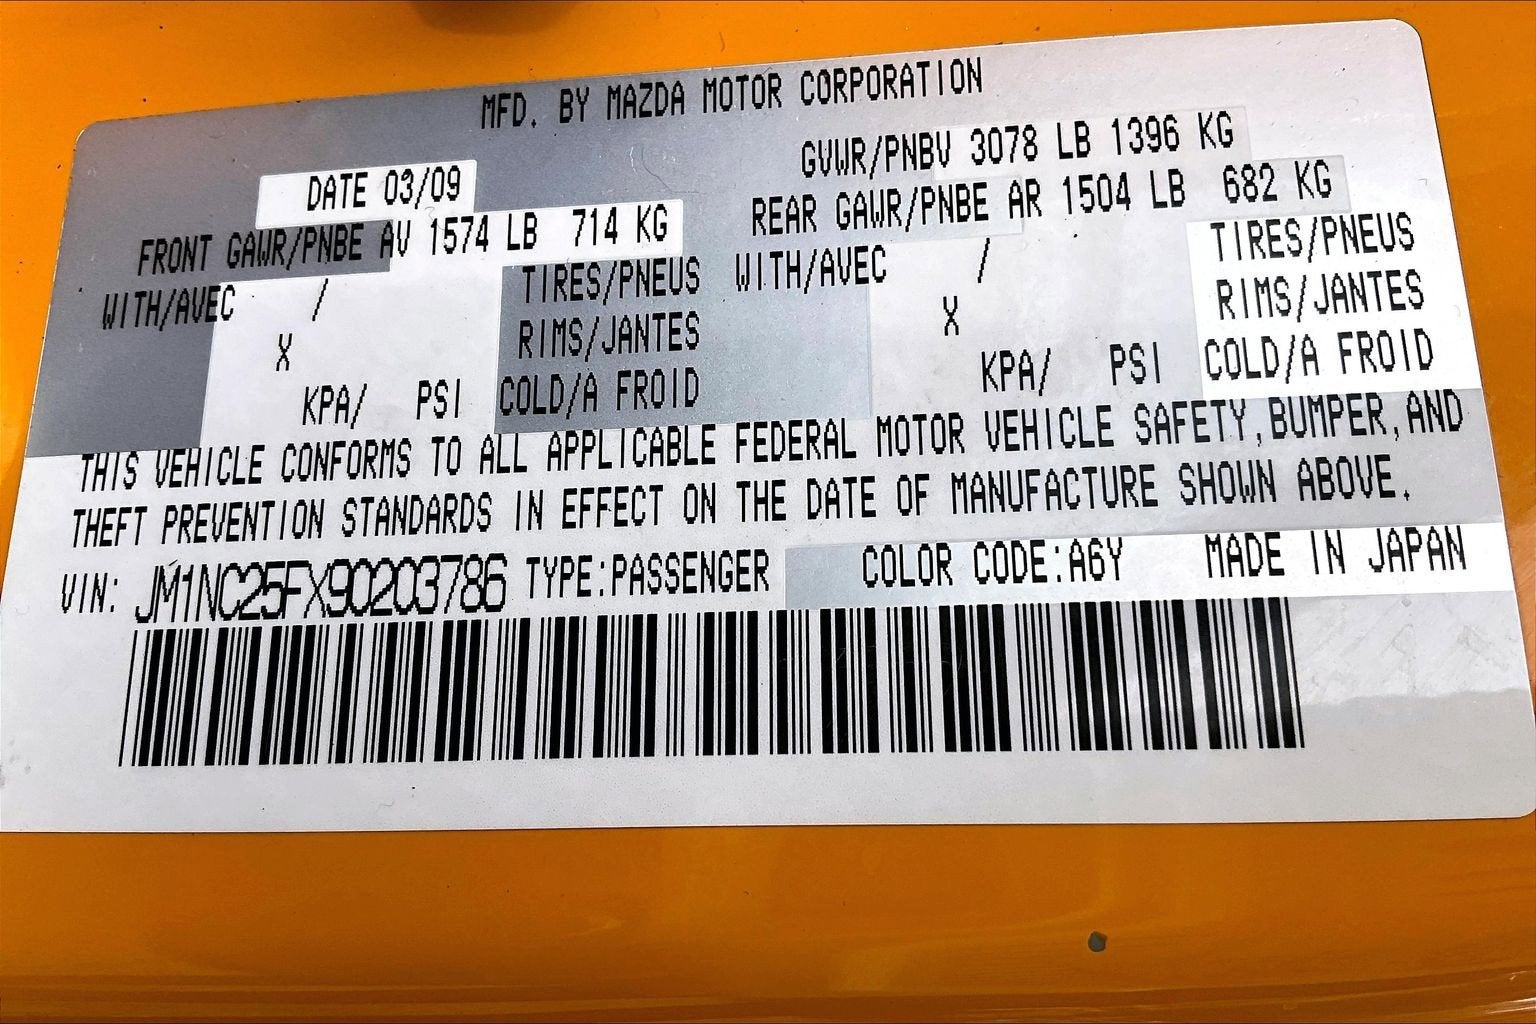 MFD. BY MAZDA MOTOR CORPORATION
DATE 03/09 GVWR/PNBV 3078 LB 1396 KG
FRONT GAWR/PNBE AV 1574 LB 714 KG REAR GAWR/PNBE AR 1504 LB 682 KG
WITH/AVEC / TIRES/PNEUS WITH/AVEC / TIRES/PNEUS
X RIMS/JANTES X RIMS/JANTES
KPA/ PSI COLD/A FROID KPA/ PSI COLD/A FROID
THIS VEHICLE CONFORMS TO ALL APPLICABLE FEDERAL MOTOR VEHICLE SAFETY,BUMPER,AND
THEFT PREVENTION STANDARDS IN EFFECT ON THE DATE OF MANUFACTURE SHOWN ABOVE.
VIN: JM1NC25FX90203786 TYPE:PASSENGER COLOR CODE:A6Y MADE IN JAPAN